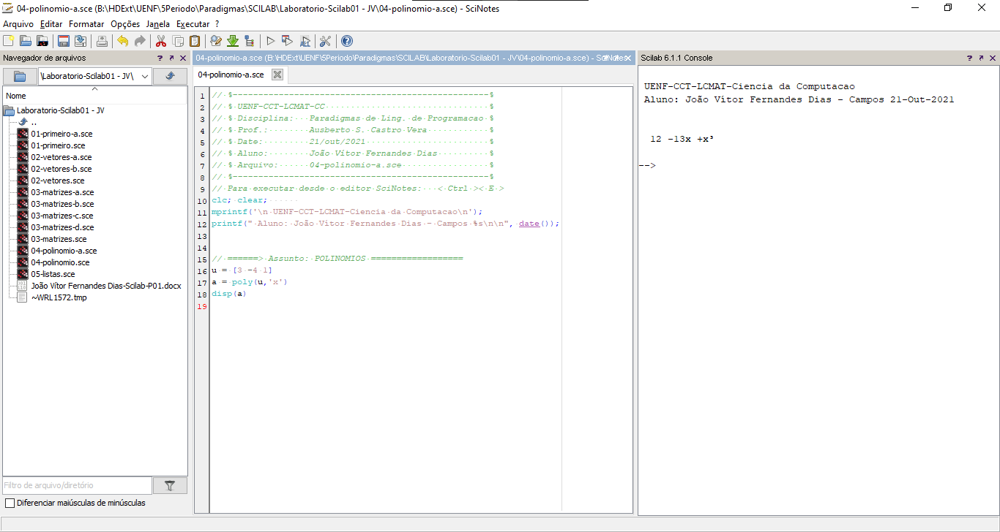 04-polinomio-a.sce (B:\HDExt\UENF\5Periodo\Paradigmas\SCILAB\Laboratorio-Scilab01 - JV\04-polinomio-a.sce) - SciNotes
Arquivo Editar Formatar Opções Janela Executar ?
Navegador de arquivos
\Laboratorio-Scilab01 - JV\
Nome
Laboratorio-Scilab01 - JV
..
01-primeiro-a.sce
01-primeiro.sce
02-vetores-a.sce
02-vetores-b.sce
02-vetores.sce
03-matrizes-a.sce
03-matrizes-b.sce
03-matrizes-c.sce
03-matrizes-d.sce
03-matrizes.sce
04-polinomio-a.sce
04-polinomio.sce
05-listas.sce
João Vítor Fernandes Dias-Scilab-P01.docx
~WRL1572.tmp
Filtro de arquivo/diretório
Diferenciar maiúsculas de minúsculas
04-polinomio-a.sce (B:\HDExt\UENF\5Periodo\Paradigmas\SCILAB\Laboratorio-Scilab01 - JV\04-polinomio-a.sce) - SciNotes
04-polinomio-a.sce
1 // %--------------------------------------------------%
2 // % UENF-CCT-LCMAT-CC %
3 // % Disciplina: Paradigmas de Ling. de Programacao %
4 // % Prof.: Ausberto S. Castro Vera %
5 // % Date: 21/out/2021 %
6 // % Aluno: João Vítor Fernandes Dias %
7 // % Arquivo: 04-polinomio-a.sce %
8 // %--------------------------------------------------%
9 // Para executar desde o editor SciNotes: < Ctrl >< E >
10 clc; clear;
11 mprintf('\n UENF-CCT-LCMAT-Ciencia da Computacao\n');
12 printf(" Aluno: João Vítor Fernandes Dias - Campos %s\n\n", date());
13
14
15 // ======> Assunto: POLINOMIOS ==================
16 u = [3 -4 1]
17 a = poly(u,'x')
18 disp(a)
19
Scilab 6.1.1 Console
UENF-CCT-LCMAT-Ciencia da Computacao
Aluno: João Vítor Fernandes Dias - Campos 21-Out-2021
12 -13x +x³
-->